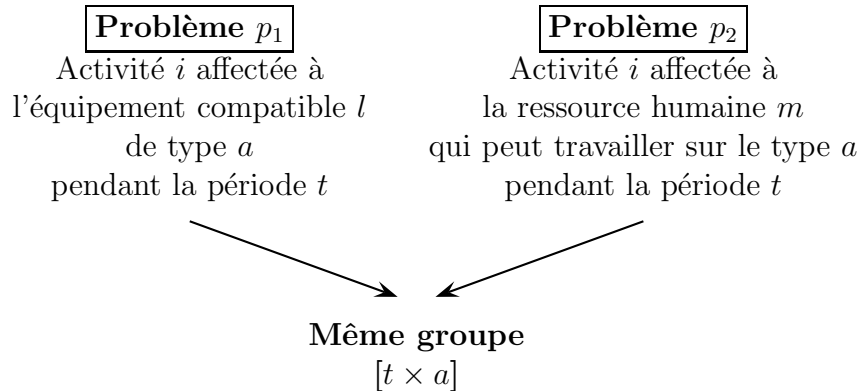 Problème p₁
Activité i affectée à
l'équipement compatible l
de type a
pendant la période t
Problème p₂
Activité i affectée à
la ressource humaine m
qui peut travailler sur le type a
pendant la période t
Même groupe
[t × a]